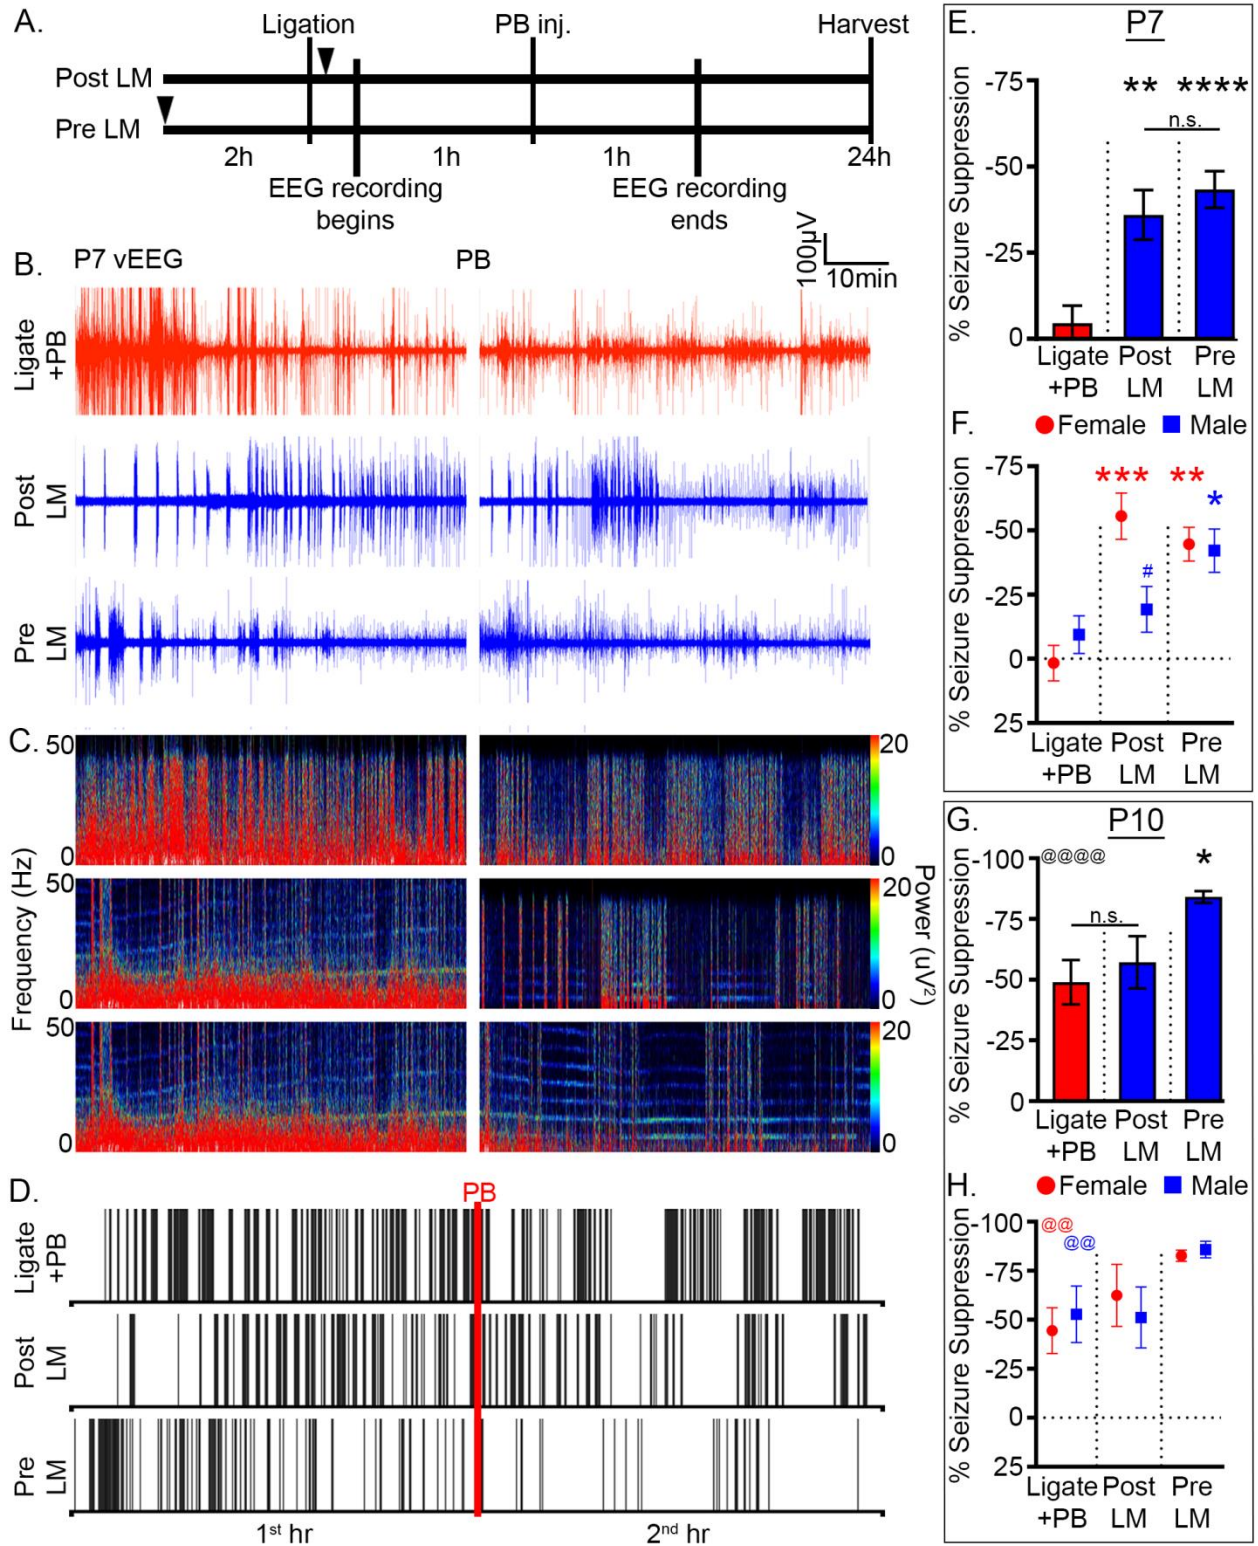 A.
Ligation
PB inj.
Harvest
Post LM
Pre LM
2h
1h
1h
24h
EEG recording
begins
EEG recording
ends
B.
P7 vEEG
PB
100µV
10min
Ligate
+PB
Post
LM
Pre
LM
C.
50
0
20
0
50
0
20
0
50
0
20
0
Frequency (Hz)
Power (uV²)
D.
PB
Ligate
+PB
Post
LM
Pre
LM
1st hr
2nd hr
E.
P7
% Seizure Suppression
-75
-50
-25
0
**
****
n.s.
Ligate
+PB
Post
LM
Pre
LM
F.
Female
Male
% Seizure Suppression
-75
-50
-25
0
25
***
#
**
*
Ligate
+PB
Post
LM
Pre
LM
G.
P10
% Seizure Suppression
-100
-75
-50
-25
0
@@@@
n.s.
*
Ligate
+PB
Post
LM
Pre
LM
H.
Female
Male
% Seizure Suppression
-100
-75
-50
-25
0
25
@@
@@
Ligate
+PB
Post
LM
Pre
LM